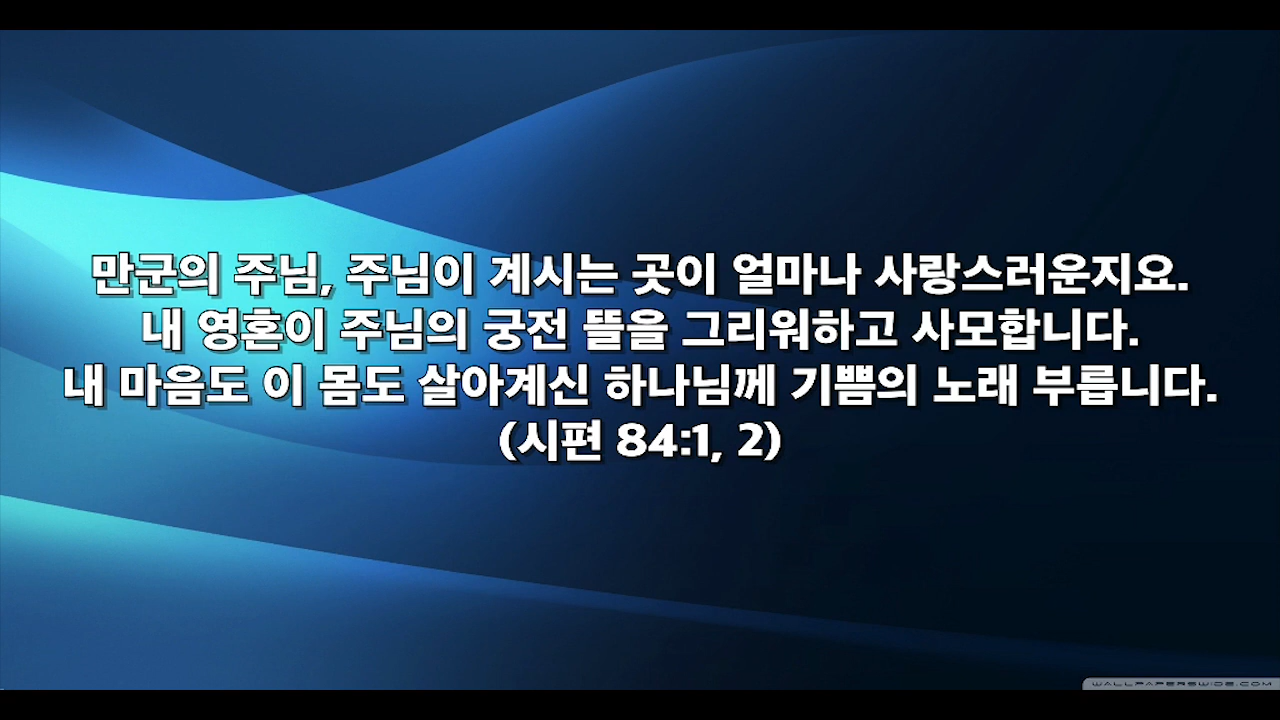 만군의 주님, 주님이 계시는 곳이 얼마나 사랑스러운지요.
내 영혼이 주님의 궁전 뜰을 그리워하고 사모합니다.
내 마음도 이 몸도 살아계신 하나님께 기쁨의 노래 부릅니다.
(시편 84:1, 2)
WALLPAPERSWIDE.COM